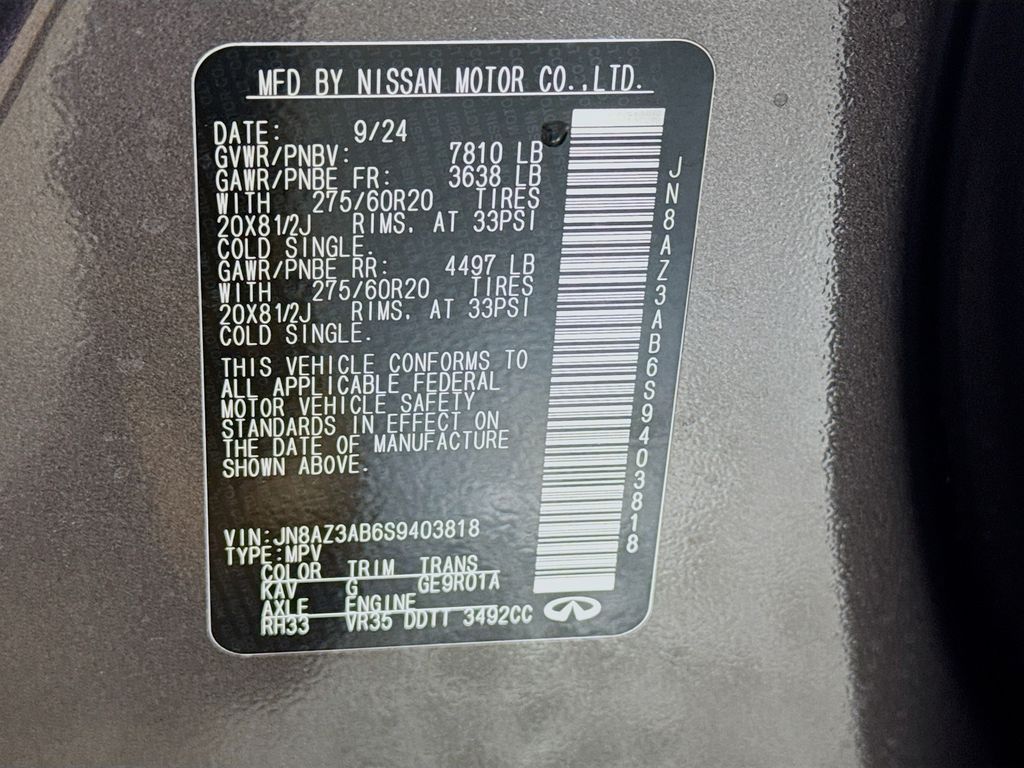 MFD BY NISSAN MOTOR CO.,LTD.
DATE: 9/24
GVWR/PNBV: 7810 LB
GAWR/PNBE FR: 3638 LB
WITH 275/60R20 TIRES
20X81/2J RIMS, AT 33PSI
COLD SINGLE.
GAWR/PNBE RR: 4497 LB
WITH 275/60R20 TIRES
20X81/2J RIMS, AT 33PSI
COLD SINGLE.
THIS VEHICLE CONFORMS TO
ALL APPLICABLE FEDERAL
MOTOR VEHICLE SAFETY
STANDARDS IN EFFECT ON
THE DATE OF MANUFACTURE
SHOWN ABOVE.
VIN:JN8AZ3AB6S9403818
TYPE:MPV
COLOR TRIM TRANS
KAV G GE9R01A
AXLE ENGINE
RH33 VR35 DDTT 3492CC
JN8AZ3AB6S9403818